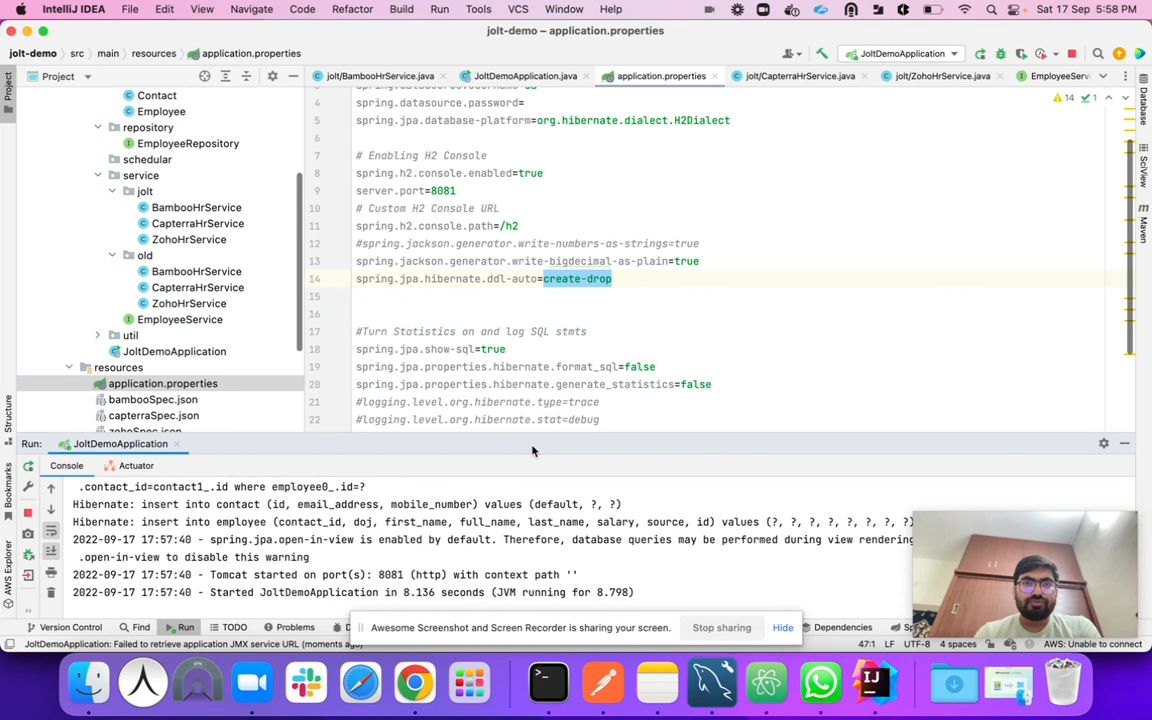 IntelliJ IDEA File Edit View Navigate Code Refactor Build Run Tools VCS Window Help Sat 17 Sep 5:58 PM
jolt-demo – application.properties
jolt-demo src main resources application.properties JoltDemoApplication
Project jolt/BambooHrService.java JoltDemoApplication.java application.properties jolt/CapterraHrService.java jolt/ZohoHrService.java EmployeeServ
Contact
Employee
repository
EmployeeRepository
schedular
service
jolt
BambooHrService
CapterraHrService
ZohoHrService
old
BambooHrService
CapterraHrService
ZohoHrService
EmployeeService
util
JoltDemoApplication
resources
application.properties
bambooSpec.json
capterraSpec.json
14 1
4 spring.datasource.password=
5 spring.jpa.database-platform=org.hibernate.dialect.H2Dialect
6
7 # Enabling H2 Console
8 spring.h2.console.enabled=true
9 server.port=8081
10 # Custom H2 Console URL
11 spring.h2.console.path=/h2
12 #spring.jackson.generator.write-numbers-as-strings=true
13 spring.jackson.generator.write-bigdecimal-as-plain=true
14 spring.jpa.hibernate.ddl-auto=create-drop
15
16
17 #Turn Statistics on and log SQL stmts
18 spring.jpa.show-sql=true
19 spring.jpa.properties.hibernate.format_sql=false
20 spring.jpa.properties.hibernate.generate_statistics=false
21 #logging.level.org.hibernate.type=trace
22 #logging.level.org.hibernate.stat=debug
Project
Structure
Bookmarks
AWS Explorer
Database
SciView
Maven
Run: JoltDemoApplication
Console Actuator
.contact_id=contact1_.id where employee0_.id=?
Hibernate: insert into contact (id, email_address, mobile_number) values (default, ?, ?)
Hibernate: insert into employee (contact_id, doj, first_name, full_name, last_name, salary, source, id) values (?, ?, ?, ?, ?, ?, ?, ?)
2022-09-17 17:57:40 - spring.jpa.open-in-view is enabled by default. Therefore, database queries may be performed during view rendering
.open-in-view to disable this warning
2022-09-17 17:57:40 - Tomcat started on port(s): 8081 (http) with context path ''
2022-09-17 17:57:40 - Started JoltDemoApplication in 8.136 seconds (JVM running for 8.798)
Awesome Screenshot and Screen Recorder is sharing your screen. Stop sharing Hide
Version Control Find Run TODO Problems Dependencies
JoltDemoApplication: Failed to retrieve application JMX service URL (moments ago) 47:1 LF UTF-8 4 spaces AWS: Unable to connect